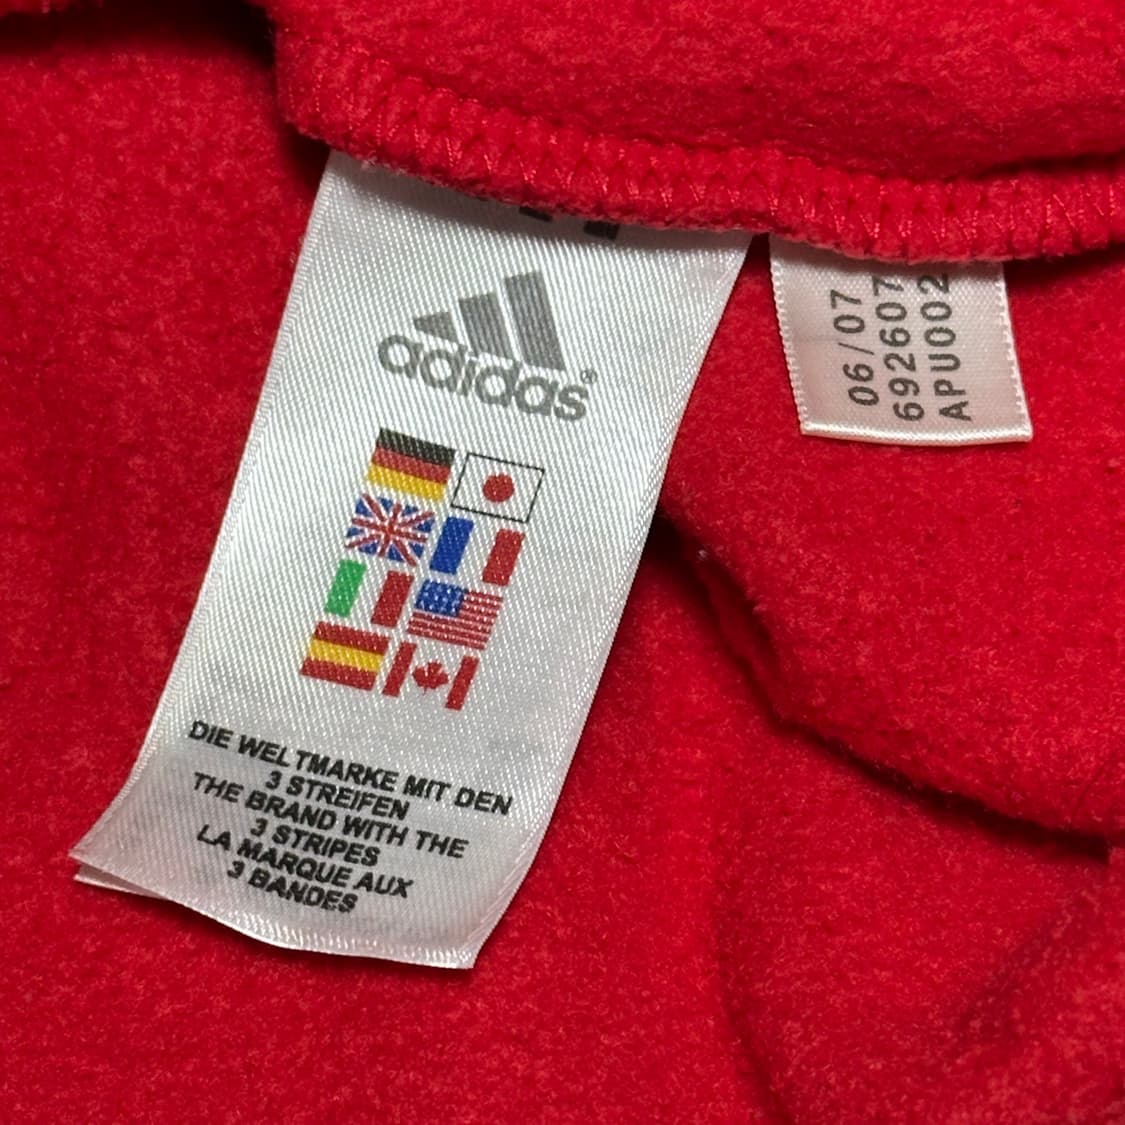 adidas®
DIE WELTMARKE MIT DEN
3 STREIFEN
THE BRAND WITH THE
3 STRIPES
LA MARQUE AUX
3 BANDES
06/07
692607
APU002